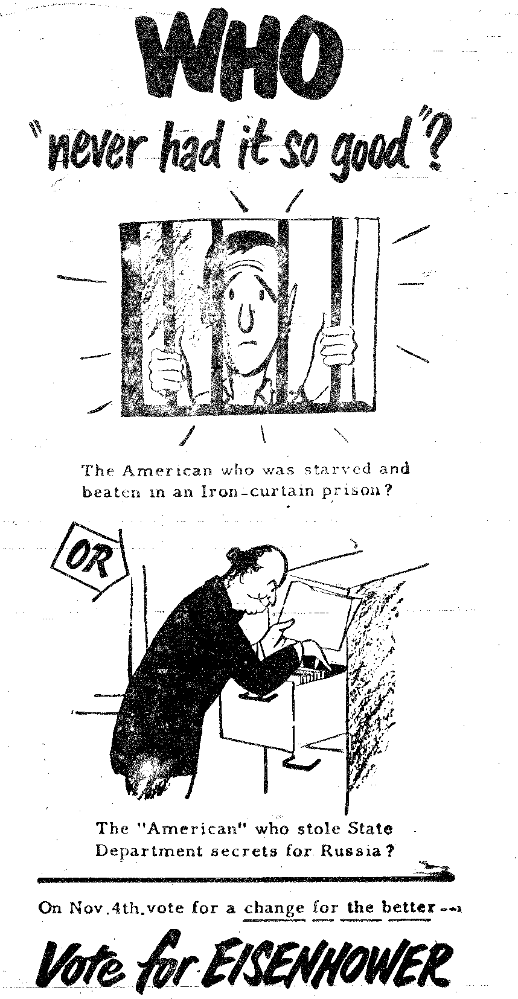 WHO
"never had it so good"?
The American who was starved and
beaten in an Iron-curtain prison?
OR
The "American" who stole State
Department secrets for Russia?
On Nov.4th.vote for a change for the better--
Vote for EISENHOWER